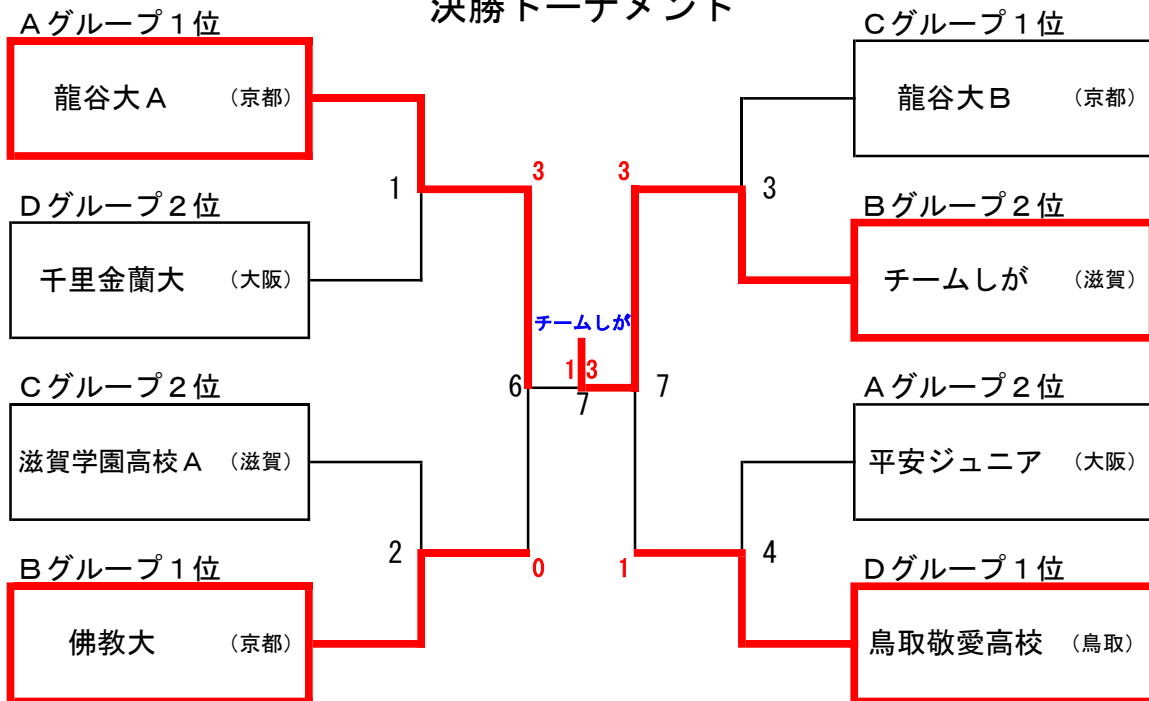 決勝トーナメント
Aグループ1位
龍谷大A (京都)
Dグループ2位
千里金蘭大 (大阪)
Cグループ2位
滋賀学園高校A (滋賀)
Bグループ1位
佛教大 (京都)
1
2
3
6
0
チームしが
1 3
7
3
7
1
3
4
Cグループ1位
龍谷大B (京都)
Bグループ2位
チームしが (滋賀)
Aグループ2位
平安ジュニア (大阪)
Dグループ1位
鳥取敬愛高校 (鳥取)